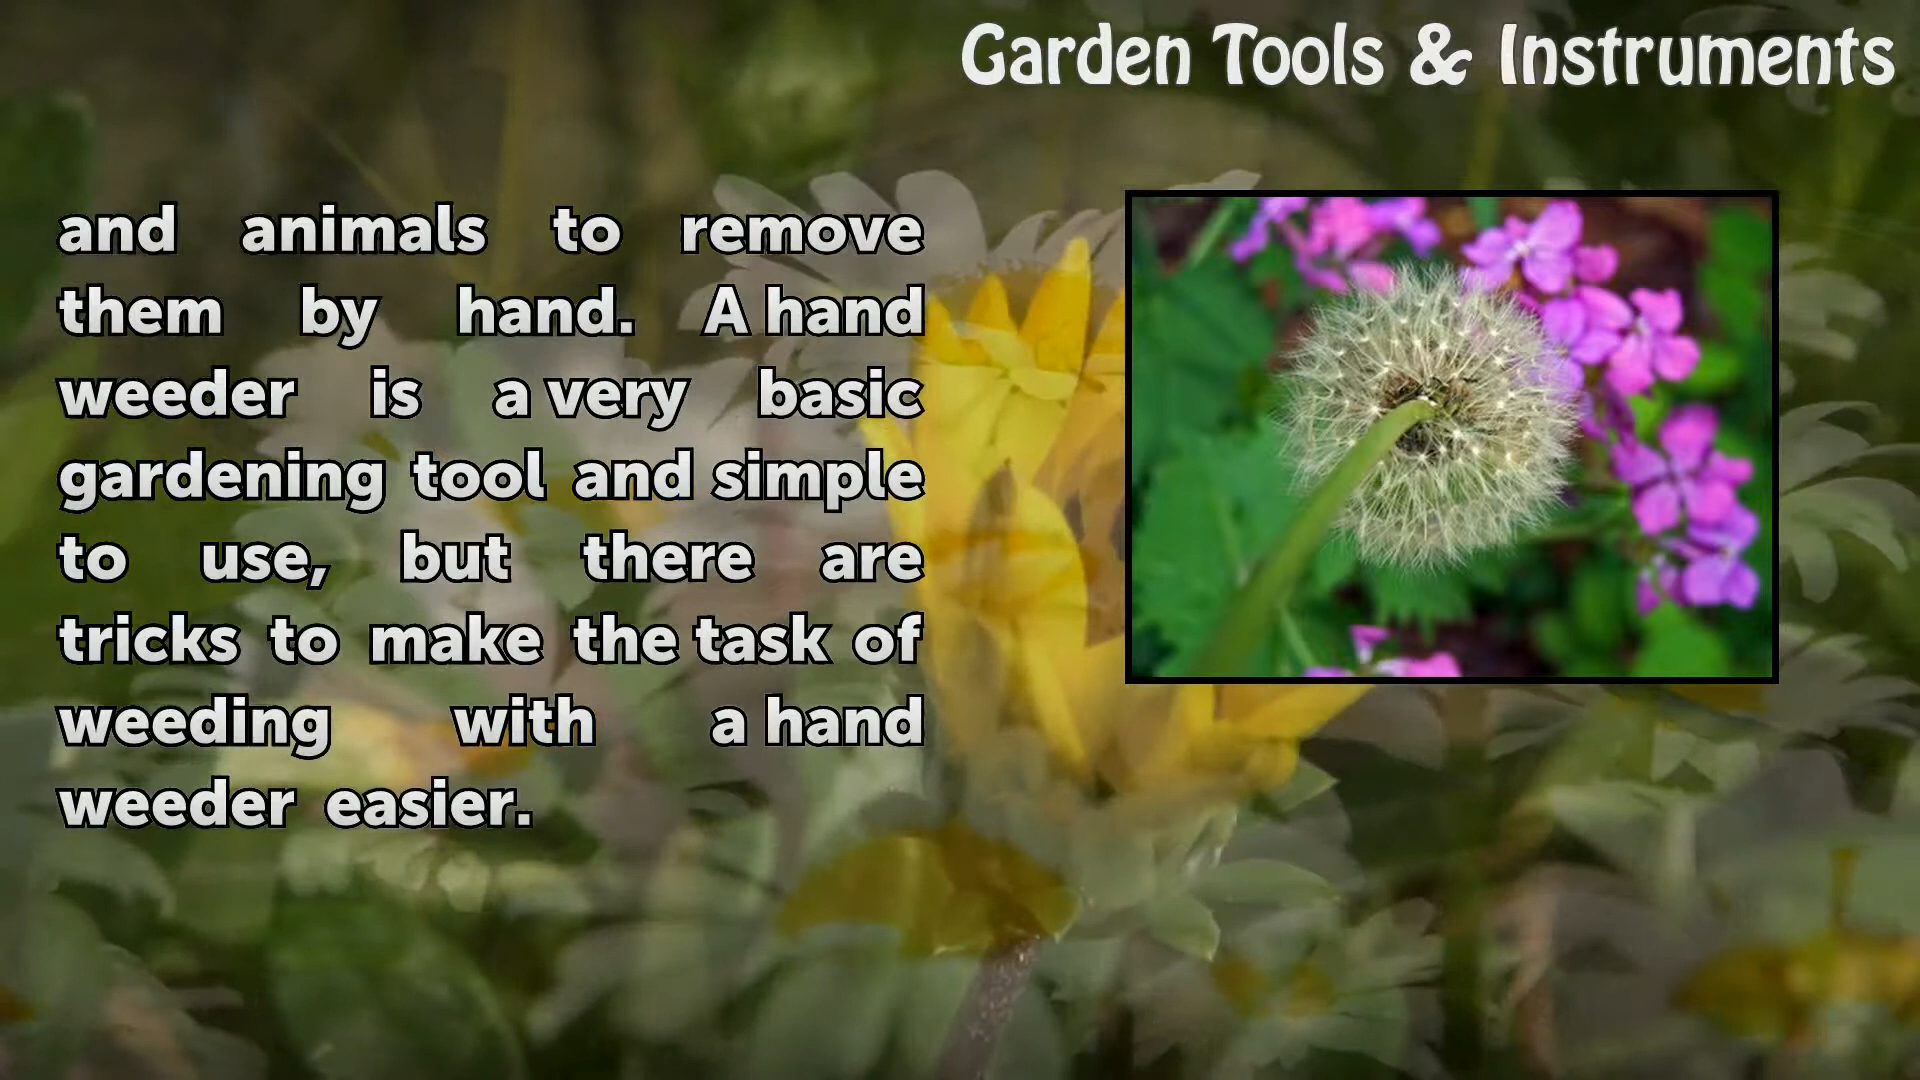 Garden Tools & Instruments
and animals to remove
them by hand. A hand
weeder is a very basic
gardening tool and simple
to use, but there are
tricks to make the task of
weeding with a hand
weeder easier.